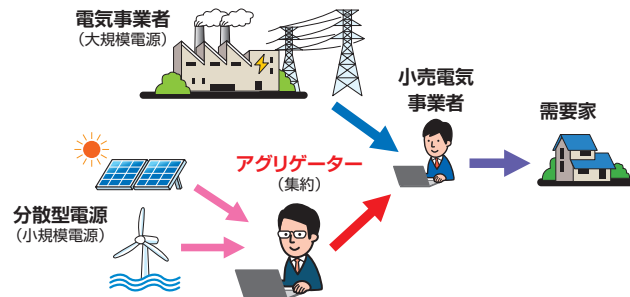 電気事業者
（大規模電源）
小売電気
事業者
需要家
アグリゲーター
（集約）
分散型電源
（小規模電源）